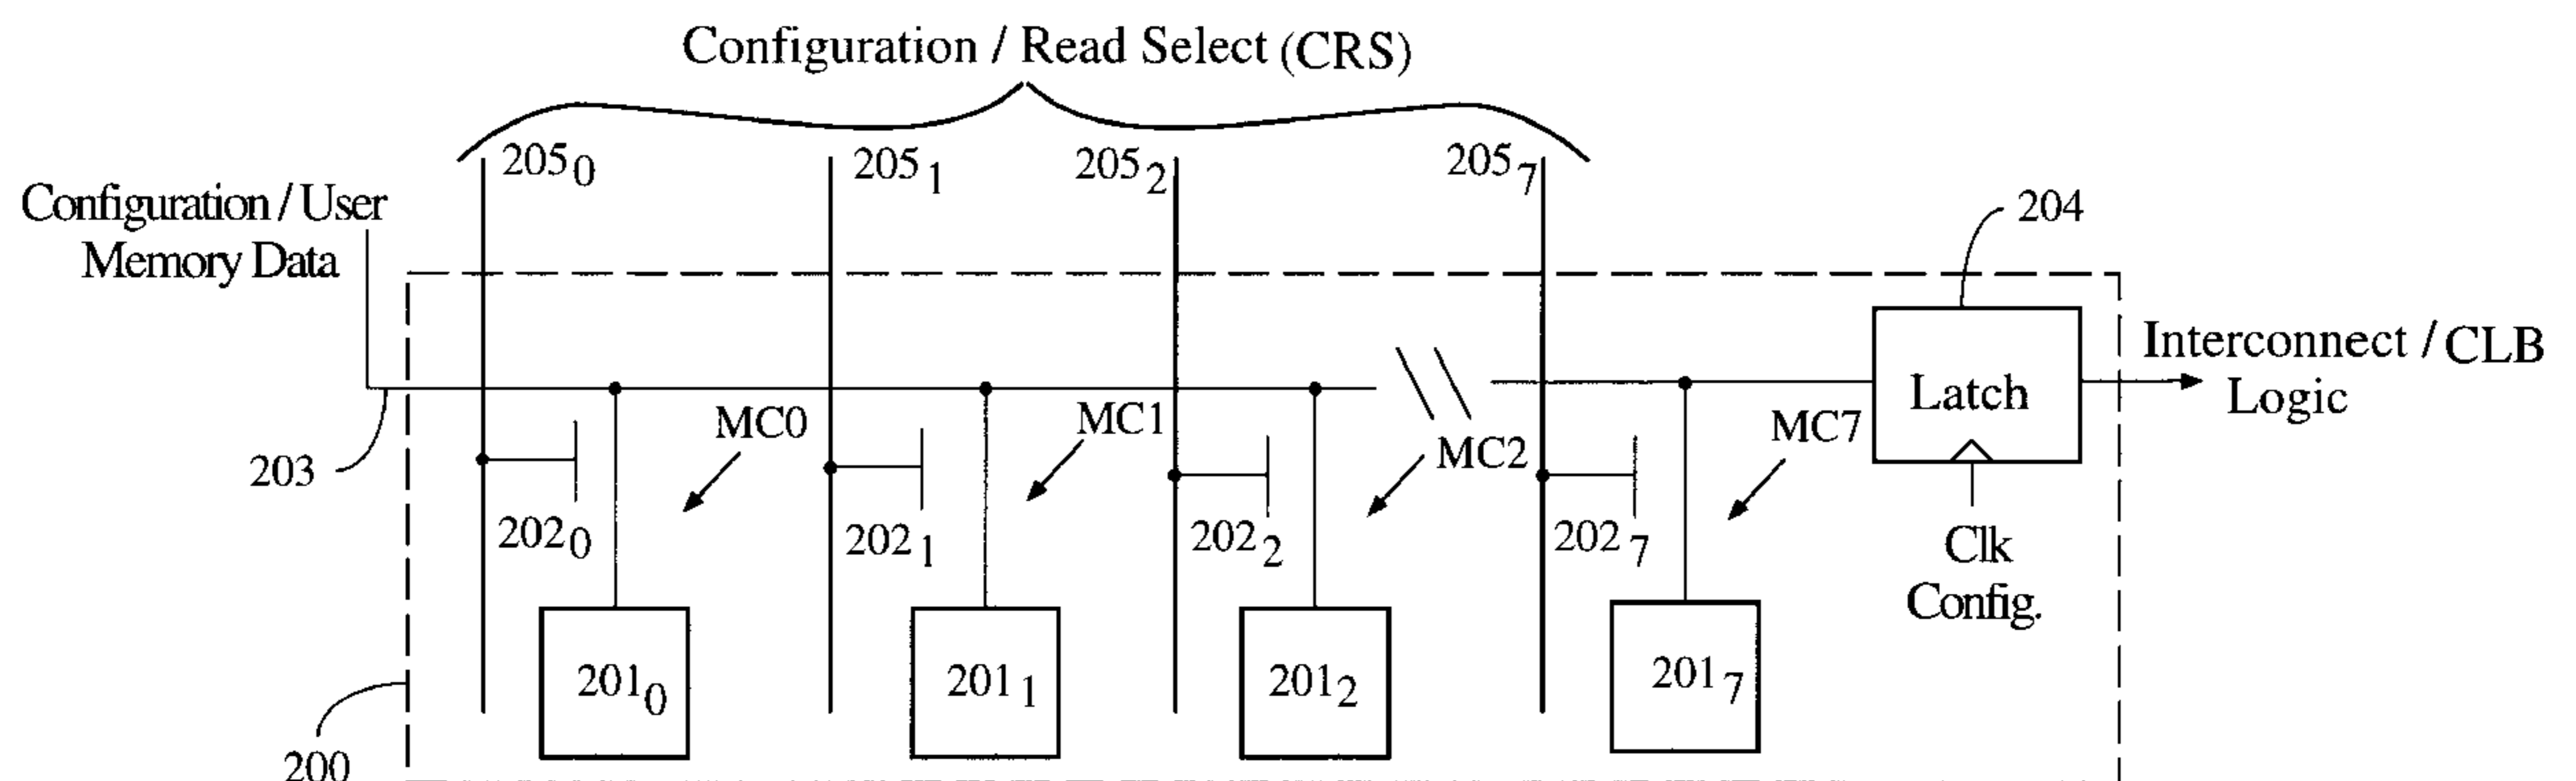 Configuration / Read Select (CRS)
205 0
205 1
205 2
205 7
Configuration / User
Memory Data
204
Interconnect / CLB
Logic
Latch
MC0
MC1
MC2
MC7
203
202 0
202 1
202 2
202 7
Clk
Config.
201 0
201 1
201 2
201 7
200